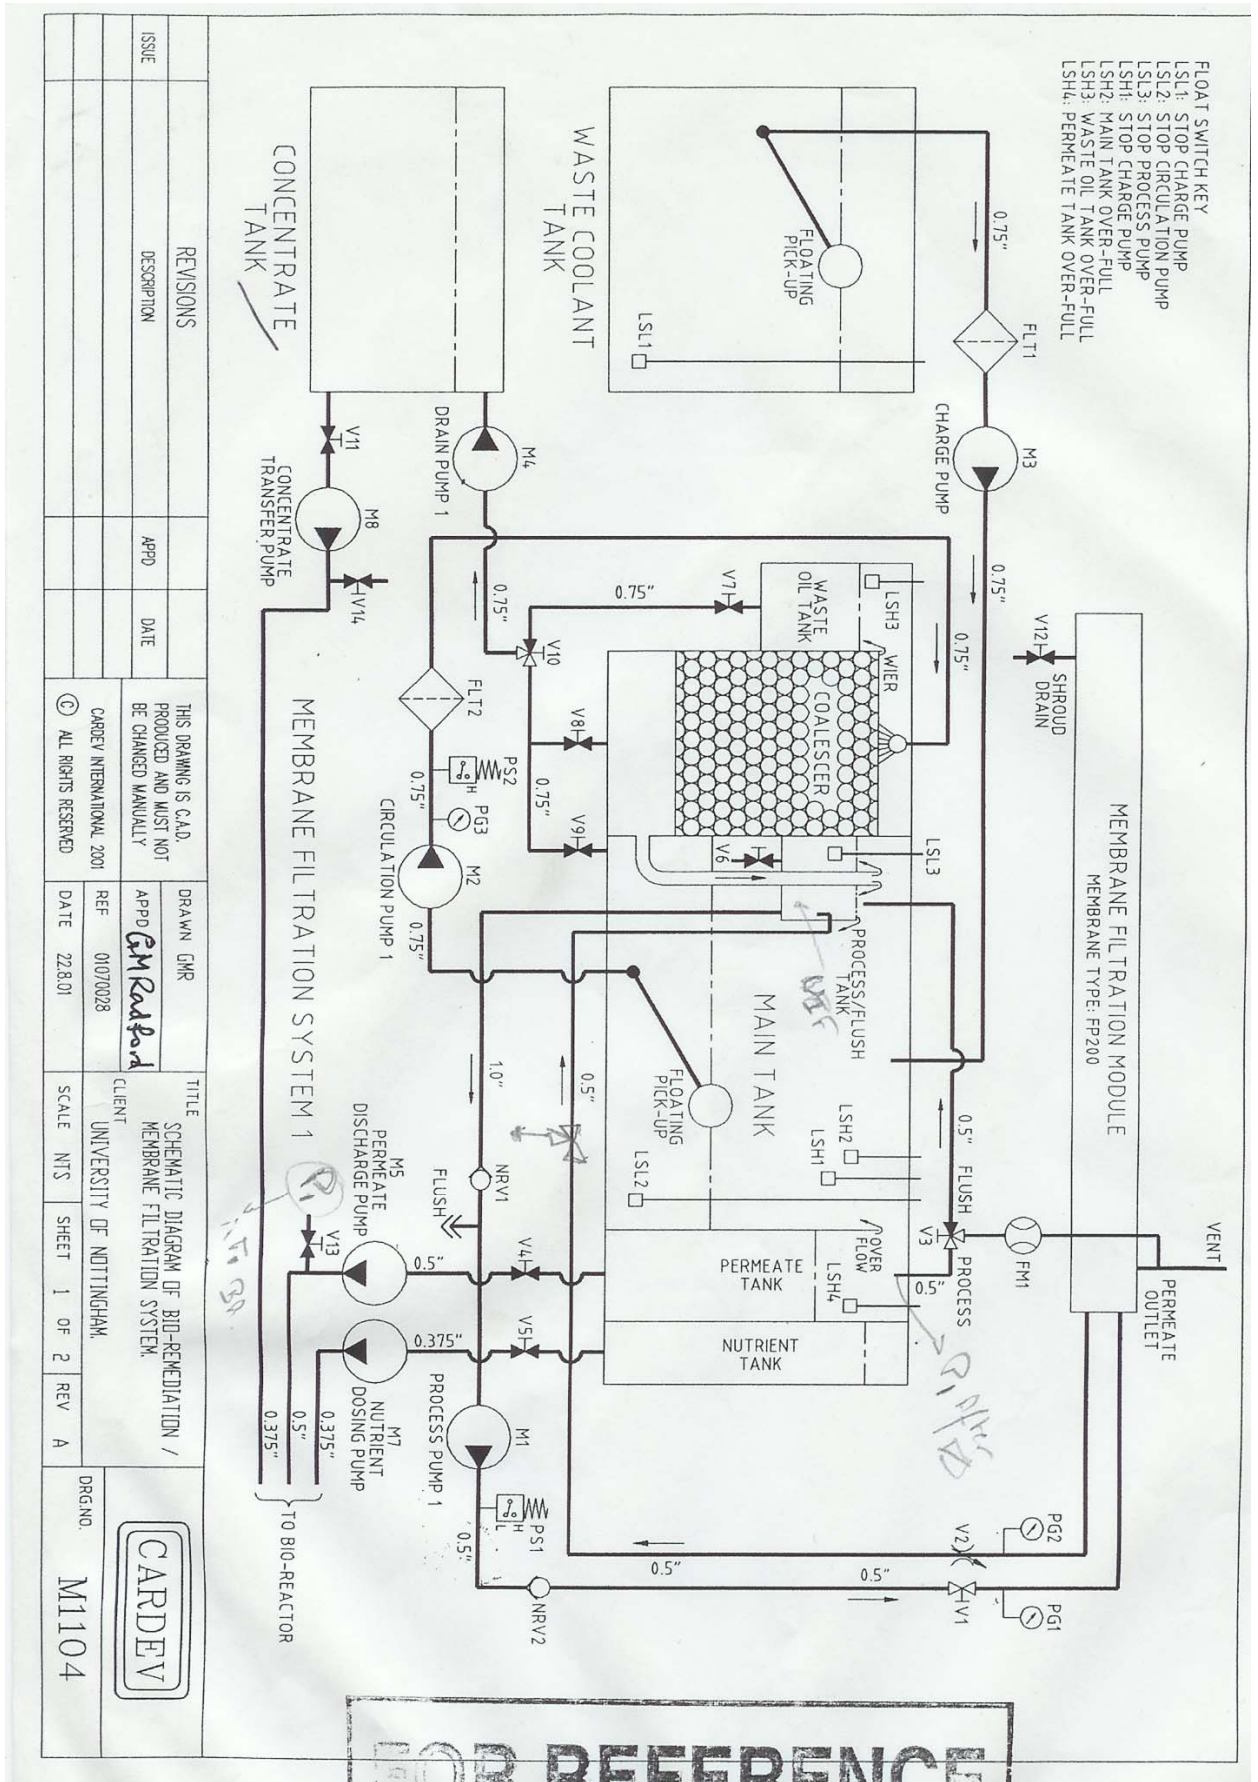 FLOAT SWITCH KEY
LSL1: STOP CHARGE PUMP
LSL2: STOP CIRCULATION PUMP
LSL3: STOP PROCESS PUMP
LSH1: STOP CHARGE PUMP
LSH2: MAIN TANK OVER-FULL
LSH3: WASTE OIL TANK OVER-FULL
LSH4: PERMEATE TANK OVER-FULL
0.75"
FLT1
M3
CHARGE PUMP
0.75"
FLOATING
PICK-UP
LSL1
WASTE COOLANT
TANK
V12
SHROUD
DRAIN
MEMBRANE FILTRATION MODULE
MEMBRANE TYPE: FP200
VENT
PERMEATE
OUTLET
FM1
0.75"
LSH3
WASTE
OIL TANK
WIER
COALESCER
LSL3
V6
PROCESS/FLUSH
TANK
0.5"
FLUSH
V3
PROCESS
0.5"
MAIN TANK
FLOATING
PICK-UP
LSH2
LSH1
LSL2
OVER
FLOW
PERMEATE
TANK
LSH4
NUTRIENT
TANK
PG2
V2
PG1
V1
0.5"
0.5"
V7
0.75"
V10
0.75"
V8
V9
0.75"
M4
DRAIN PUMP 1
FLT2
PS2
H
0.75"
PG3
M2
CIRCULATION PUMP 1
0.75"
1.0"
0.5"
NRV1
FLUSH
V4
0.5"
V5
0.375"
M1
PROCESS PUMP 1
PS1
H
L
0.5"
NRV2
CONCENTRATE
TANK
V11
M8
CONCENTRATE
TRANSFER PUMP
V14
MEMBRANE FILTRATION SYSTEM 1
M5
PERMEATE
DISCHARGE PUMP
V13
M7
NUTRIENT
DOSING PUMP
0.375"
0.5"
0.375"
TO BIO-REACTOR
REVISIONS
ISSUE
DESCRIPTION
APPD
DATE
THIS DRAWING IS C.A.D.
PRODUCED AND MUST NOT
BE CHANGED MANUALLY
CARDEV INTERNATIONAL 2001
© ALL RIGHTS RESERVED
DRAWN GMR
APPD GM Radford
REF 01070028
DATE 22.8.01
TITLE
SCHEMATIC DIAGRAM OF BIO-REMEDIATION /
MEMBRANE FILTRATION SYSTEM.
CLIENT
UNIVERSITY OF NOTTINGHAM.
SCALE NTS
SHEET 1 OF 2
REV A
CARDEV
DRG.NO.
M1104
FOR REFERENCE